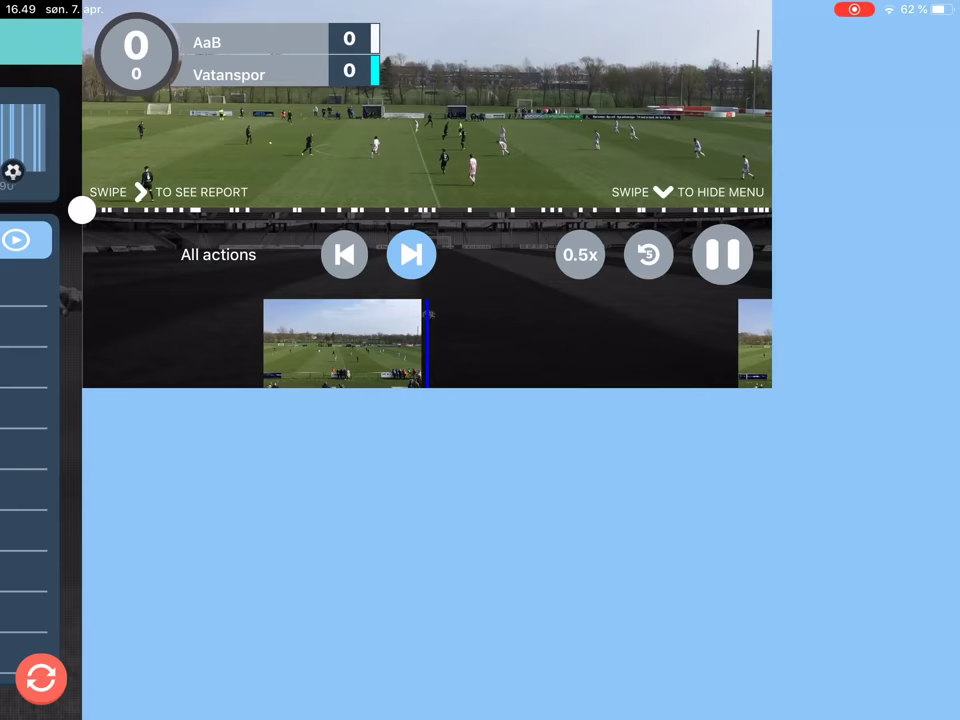 16.49 søn. 7. apr.
62 %
0
0
AaB 0
Vatanspor 0
90
SWIPE TO SEE REPORT
SWIPE TO HIDE MENU
All actions
0.5x
5